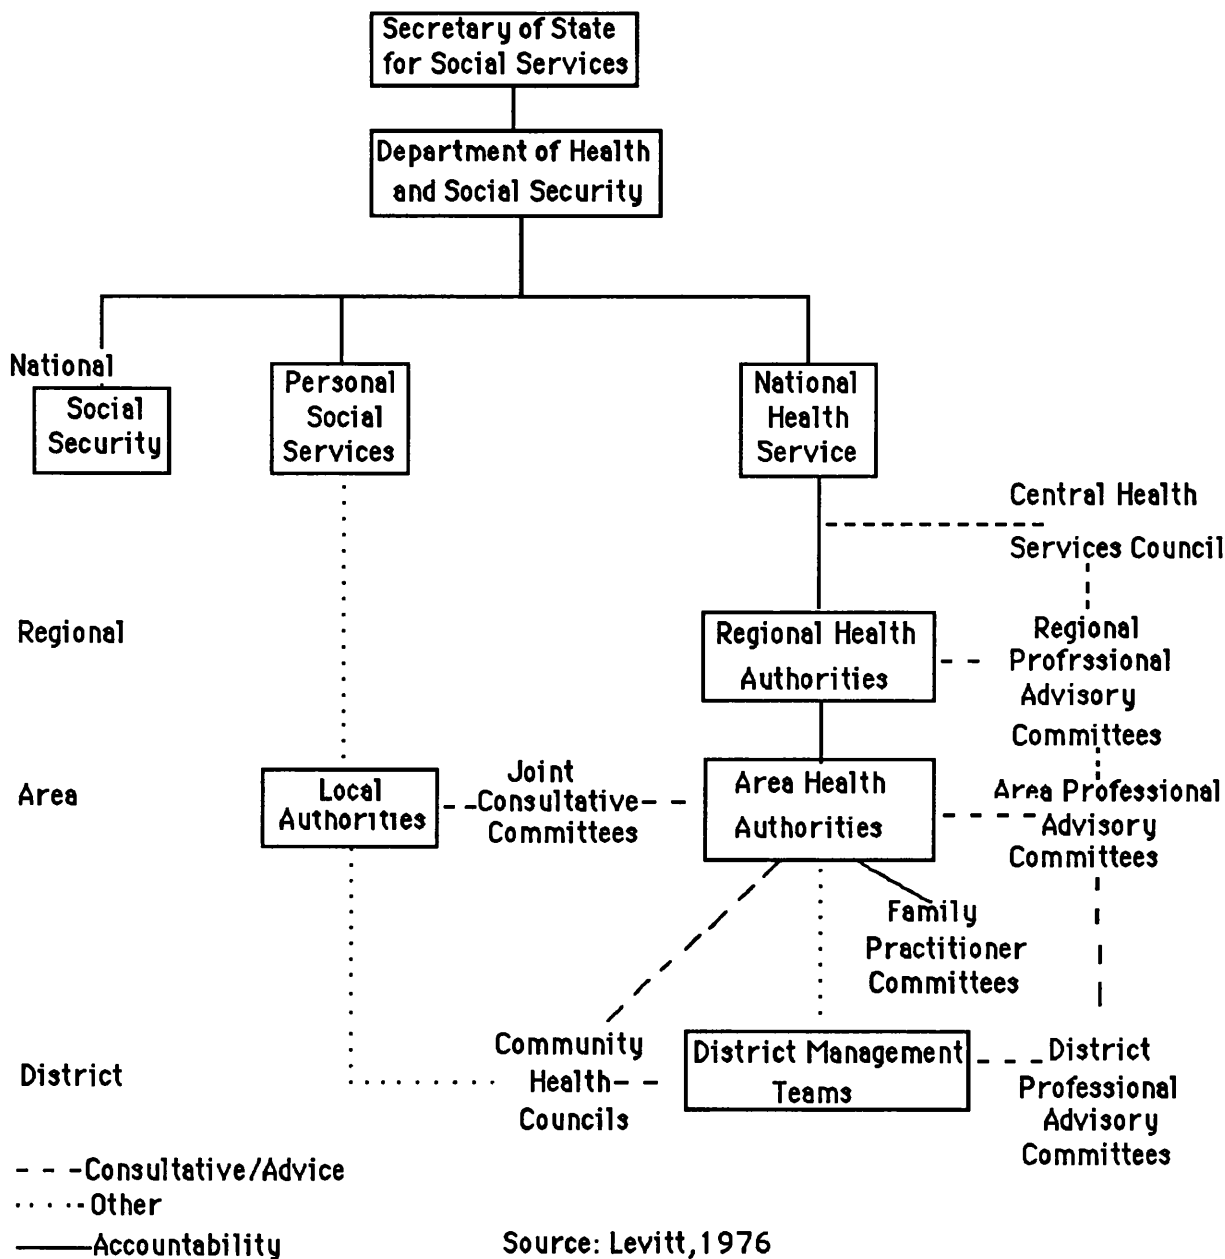 Secretary of State
for Social Services
Department of Health
and Social Security
National
Social
Security
Personal
Social
Services
National
Health
Service
Central Health
Services Council
Regional
Regional Health
Authorities
Regional
Profrssional
Advisory
Committees
Area
Local
Authorities
Joint
Consultative
Committees
Area Health
Authorities
Area Professional
Advisory
Committees
Family
Practitioner
Committees
District
Community
Health
Councils
District Management
Teams
District
Professional
Advisory
Committees
- - - Consultative/Advice
· · · · · Other
Accountability
Source: Levitt,1976